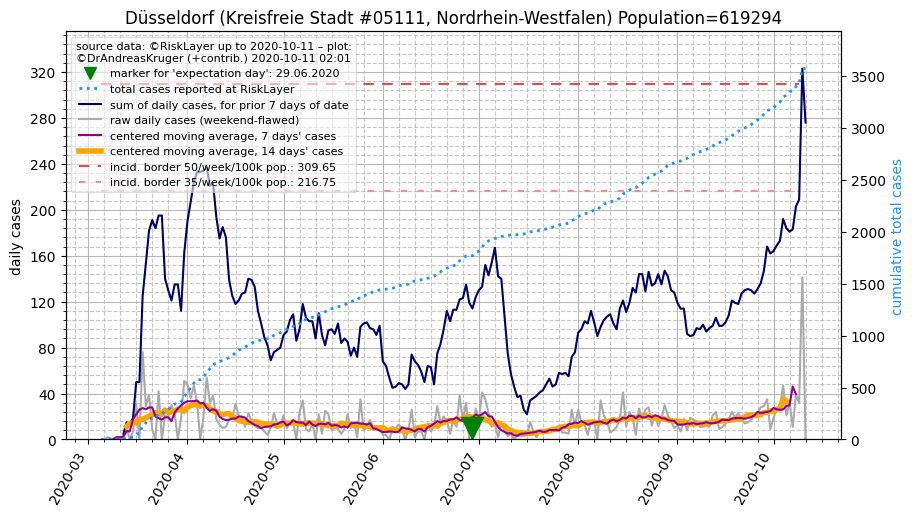 Düsseldorf (Kreisfreie Stadt #05111, Nordrhein-Westfalen) Population=619294
source data: ©RiskLayer up to 2020-10-11 – plot:
©DrAndreasKruger (+contrib.) 2020-10-11 02:01
marker for 'expectation day': 29.06.2020
total cases reported at RiskLayer
sum of daily cases, for prior 7 days of date
raw daily cases (weekend-flawed)
centered moving average, 7 days' cases
centered moving average, 14 days' cases
incid. border 50/week/100k pop.: 309.65
incid. border 35/week/100k pop.: 216.75
daily cases
320
280
240
200
160
120
80
40
0
cumulative total cases
3500
3000
2500
2000
1500
1000
500
0
2020-03
2020-04
2020-05
2020-06
2020-07
2020-08
2020-09
2020-10